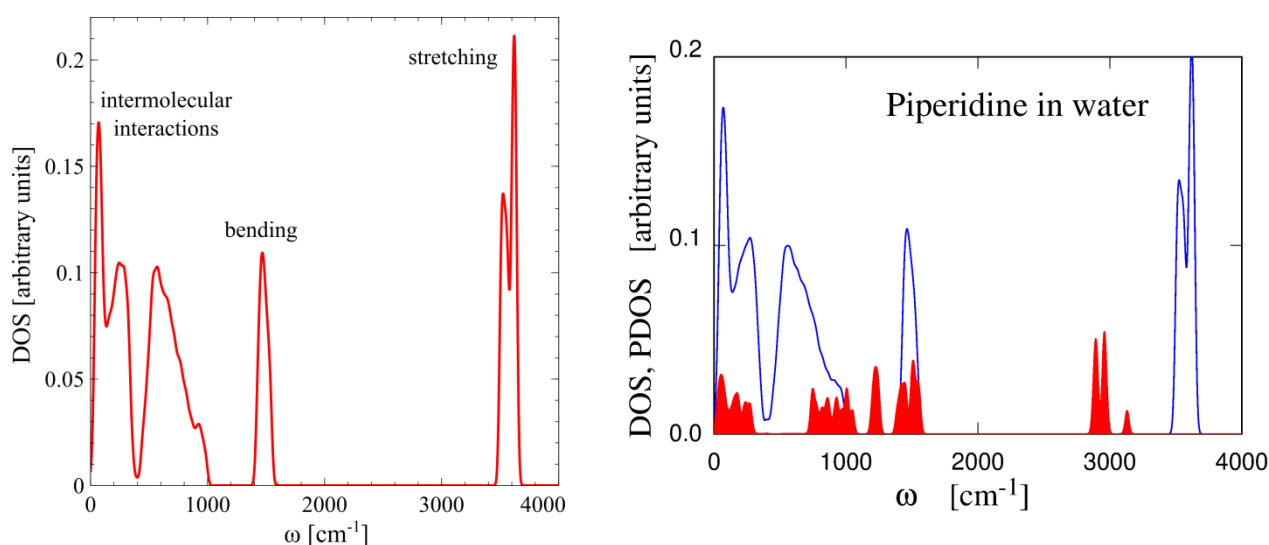 stretching
intermolecular
interactions
bending
DOS [arbitrary units]
0.2
0.15
0.1
0.05
0
0 1000 2000 3000 4000
ω [cm⁻¹]
Piperidine in water
DOS, PDOS [arbitrary units]
0.2
0.1
0.0
0 1000 2000 3000 4000
ω [cm⁻¹]